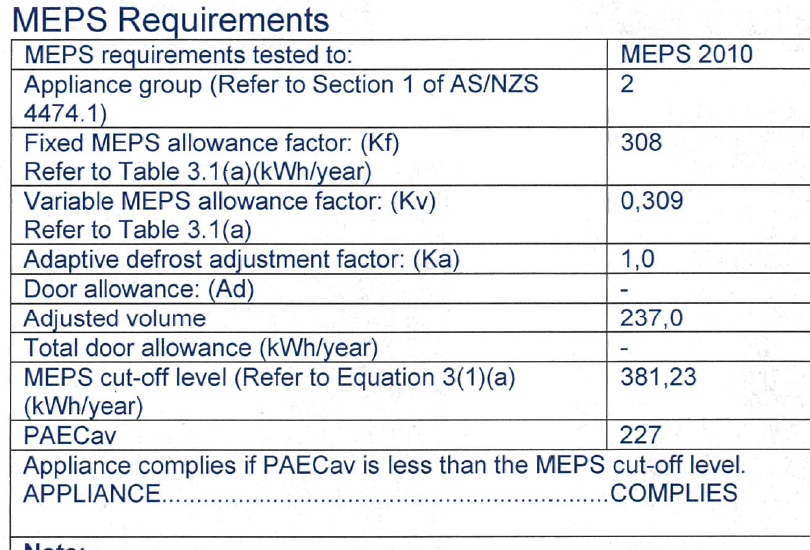 MEPS Requirements
MEPS requirements tested to: MEPS 2010
Appliance group (Refer to Section 1 of AS/NZS 2
4474.1)
Fixed MEPS allowance factor: (Kf) 308
Refer to Table 3.1(a)(kWh/year)
Variable MEPS allowance factor: (Kv) 0,309
Refer to Table 3.1(a)
Adaptive defrost adjustment factor: (Ka) 1,0
Door allowance: (Ad) -
Adjusted volume 237,0
Total door allowance (kWh/year) -
MEPS cut-off level (Refer to Equation 3(1)(a) 381,23
(kWh/year)
PAECav 227
Appliance complies if PAECav is less than the MEPS cut-off level.
APPLIANCE............................................................COMPLIES
Note: